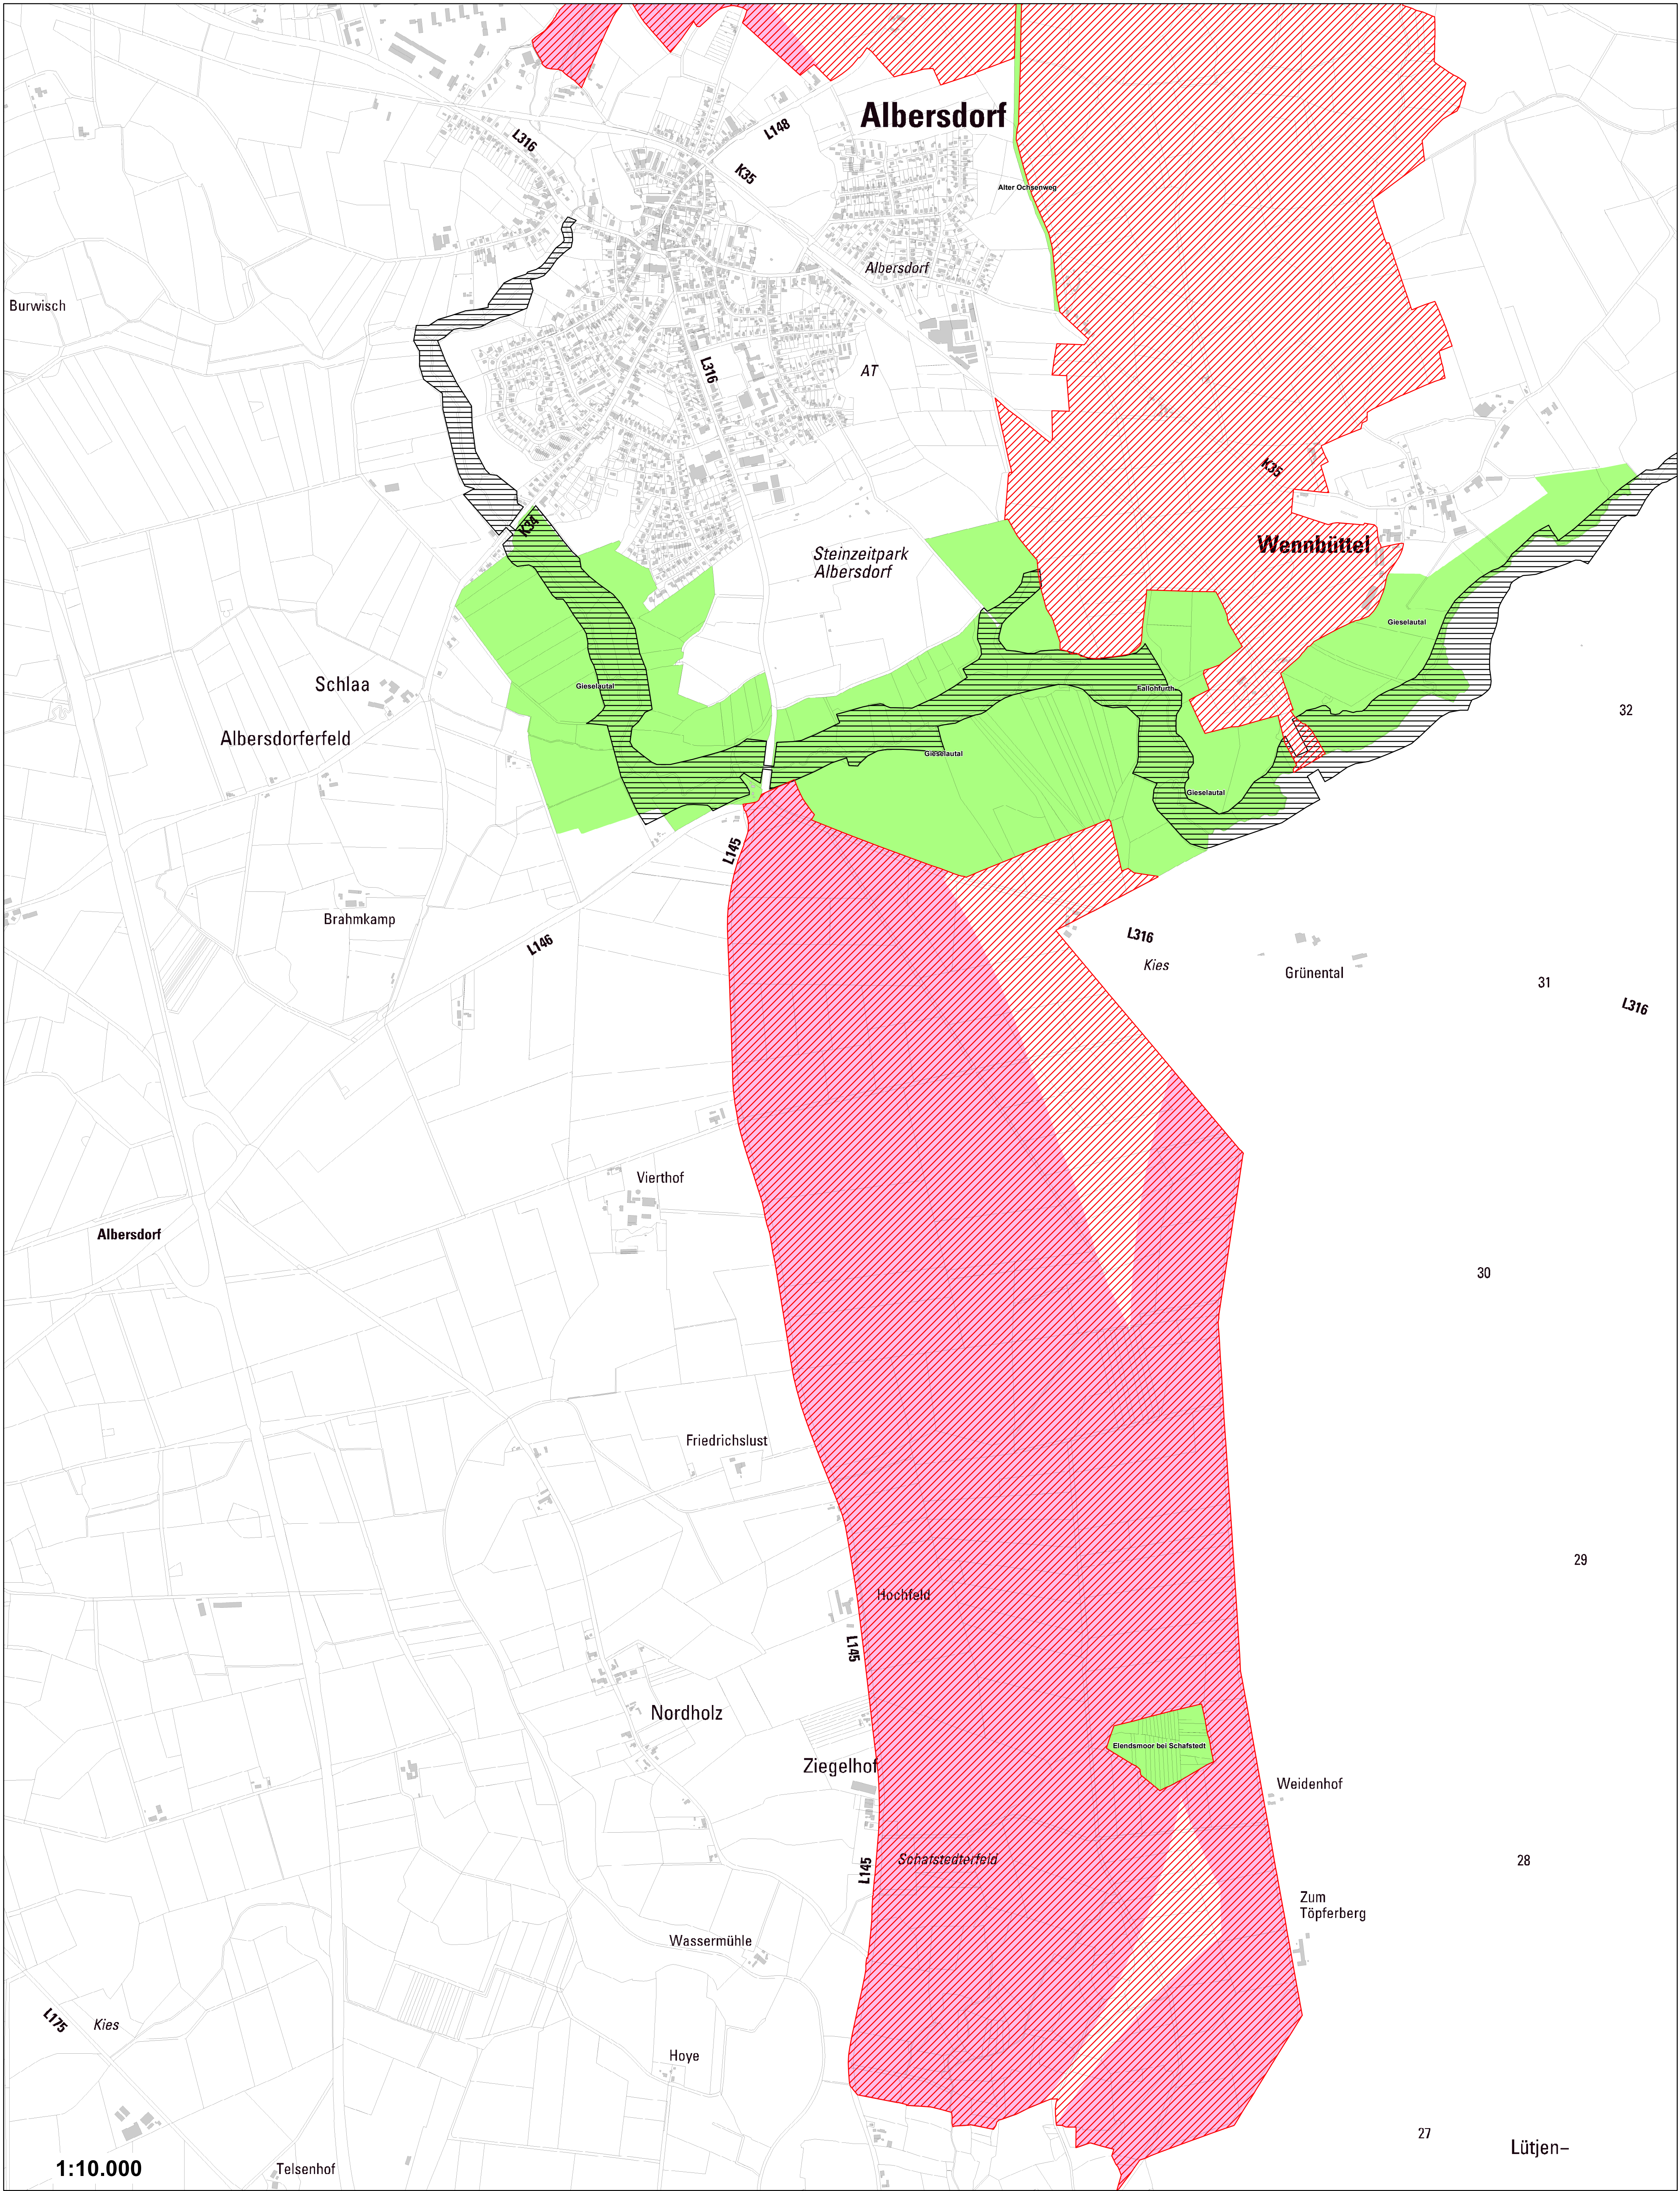 Albersdorf
L148
L316
K35
Alter Ochsenweg
Albersdorf
Burwisch
L316
AT
K35
K34
Steinzeitpark
Albersdorf
Wennbüttel
Gieselautal
Schlaa
Gieselautal
Fallohfurth
Albersdorferfeld
32
Gieselautal
Gieselautal
L145
Brahmkamp
L146
L316
Kies
Grünental
31
L316
Vierthof
Albersdorf
30
Friedrichslust
29
Hochfeld
L145
Nordholz
Elendsmoor bei Schafstedt
Ziegelhof
Weidenhof
L145
Schafstedterfeld
28
Zum
Töpferberg
Wassermühle
L175
Kies
Hoye
27
Lütjen–
1:10.000
Telsenhof